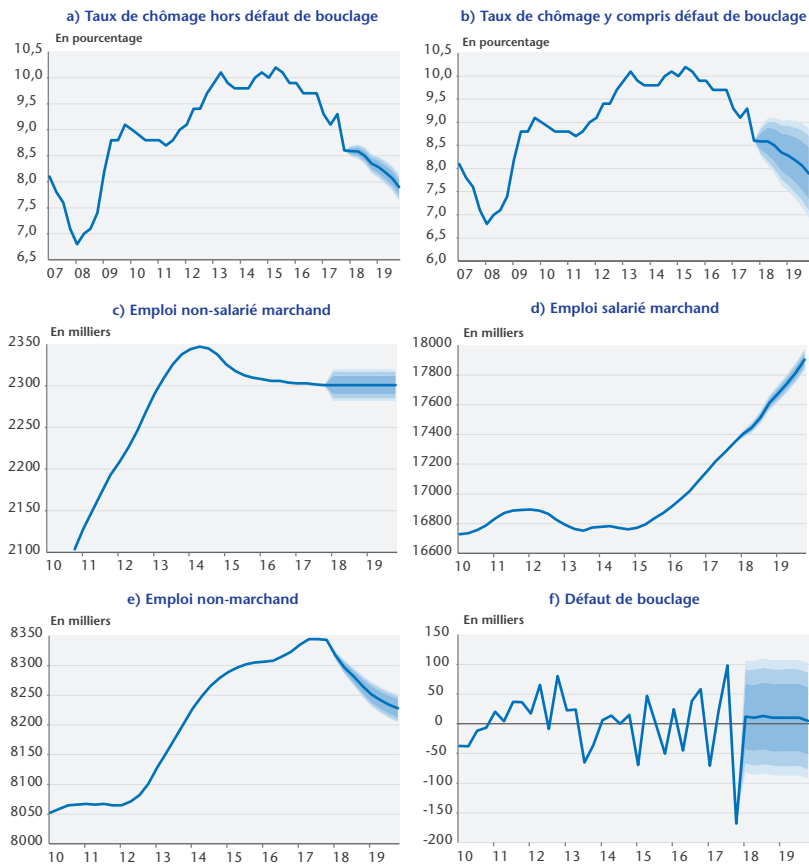 a) Taux de chômage hors défaut de bouclage
En pourcentage
10,5
10,0
9,5
9,0
8,5
8,0
7,5
7,0
6,5
07 08 09 10 11 12 13 14 15 16 17 18 19
b) Taux de chômage y compris défaut de bouclage
En pourcentage
10,5
10,0
9,5
9,0
8,5
8,0
7,5
7,0
6,5
6,0
07 08 09 10 11 12 13 14 15 16 17 18 19
c) Emploi non-salarié marchand
En milliers
2350
2300
2200
2150
2100
10 11 12 13 14 15 16 17 18 19
d) Emploi salarié marchand
En milliers
18000
17800
17600
17400
17200
16800
16600
10 11 12 13 14 15 16 17 18 19
e) Emploi non-marchand
En milliers
8350
8300
8250
8200
8150
8100
8050
8000
10 11 12 13 14 15 16 17 18 19
f) Défaut de bouclage
En milliers
150
100
50
0
-50
-100
-150
-200
10 11 12 13 14 15 16 17 18 19